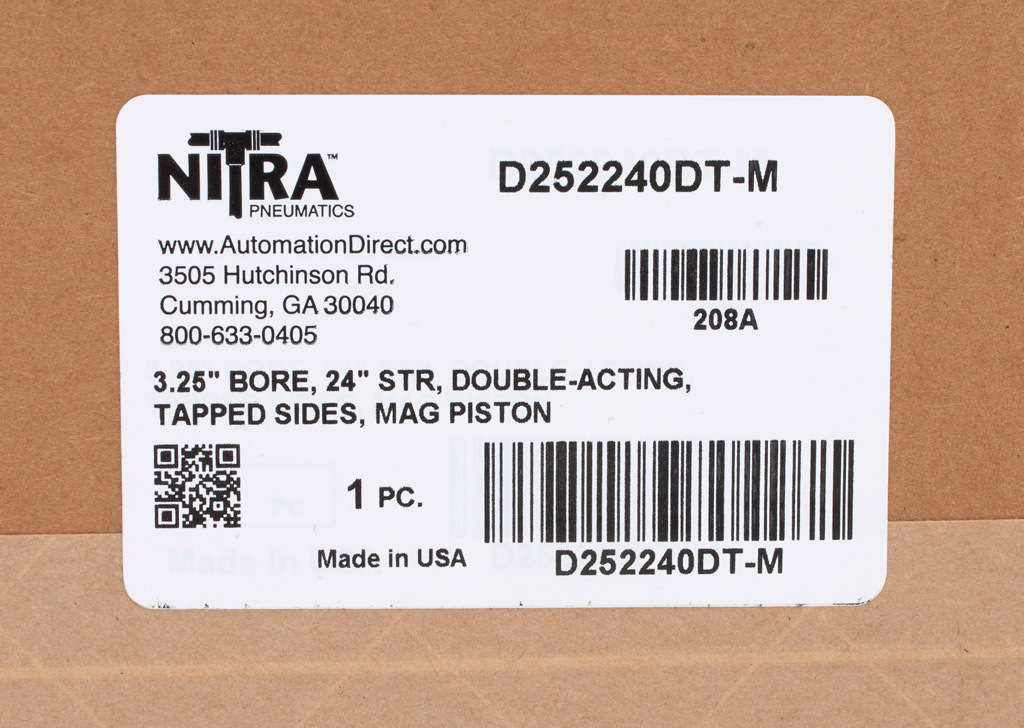 NITRA™
PNEUMATICS
D252240DT-M
www.AutomationDirect.com
3505 Hutchinson Rd.
Cumming, GA 30040
800-633-0405
208A
3.25" BORE, 24" STR, DOUBLE-ACTING,
TAPPED SIDES, MAG PISTON
1 PC.
Made in USA
D252240DT-M